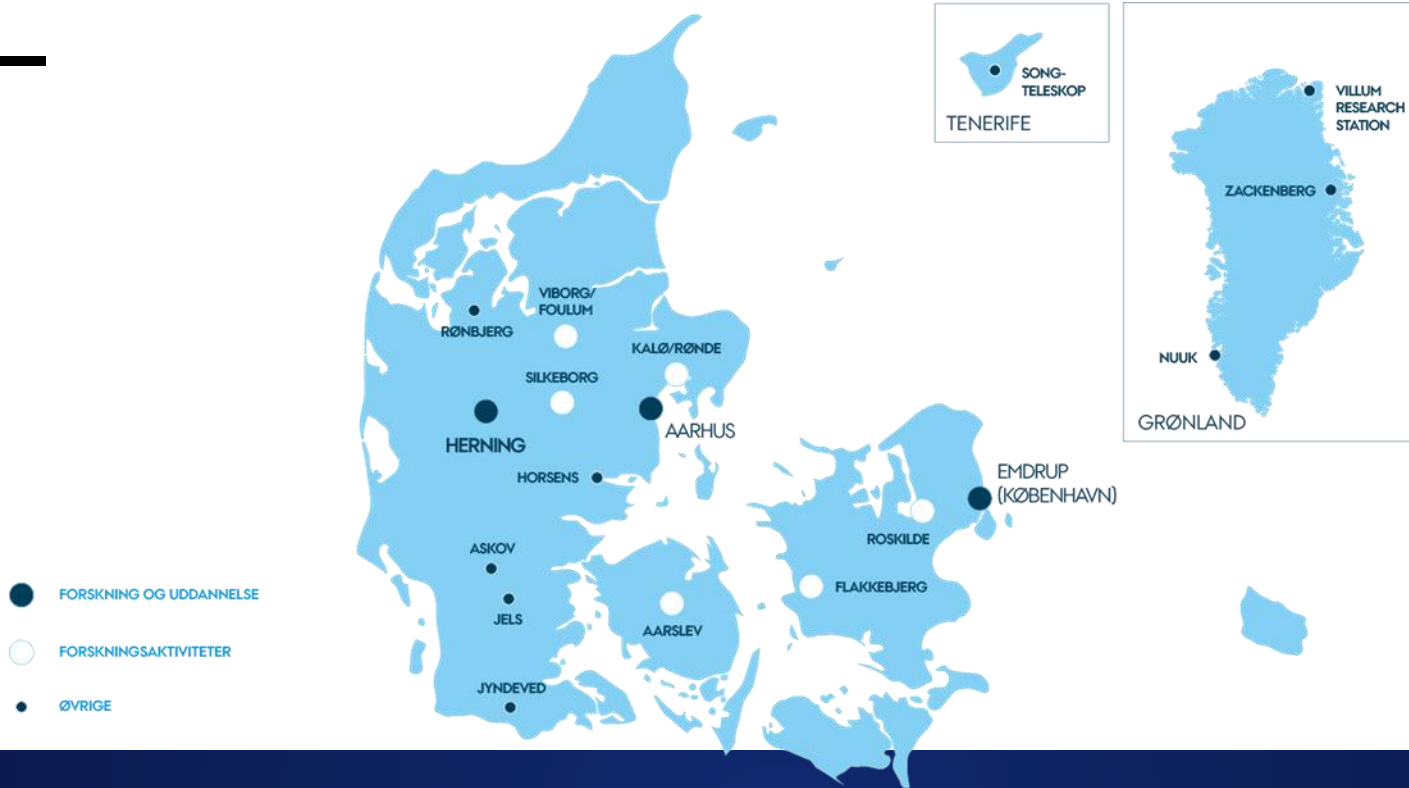 SONG-
TELESKOP
TENERIFE
VILLUM
RESEARCH
STATION
ZACKENBERG
NUUK
GRØNLAND
VIBORG/
FOULUM
RØNBJERG
KALØ/RØNDE
SILKEBORG
AARHUS
HERNING
HORSENS
EMDRUP
(KØBENHAVN)
ROSKILDE
ASKOV
FLAKKEBJERG
JELS
AARSLEV
JYNDEVED
FORSKNING OG UDDANNELSE
FORSKNINGSAKTIVITETER
ØVRIGE